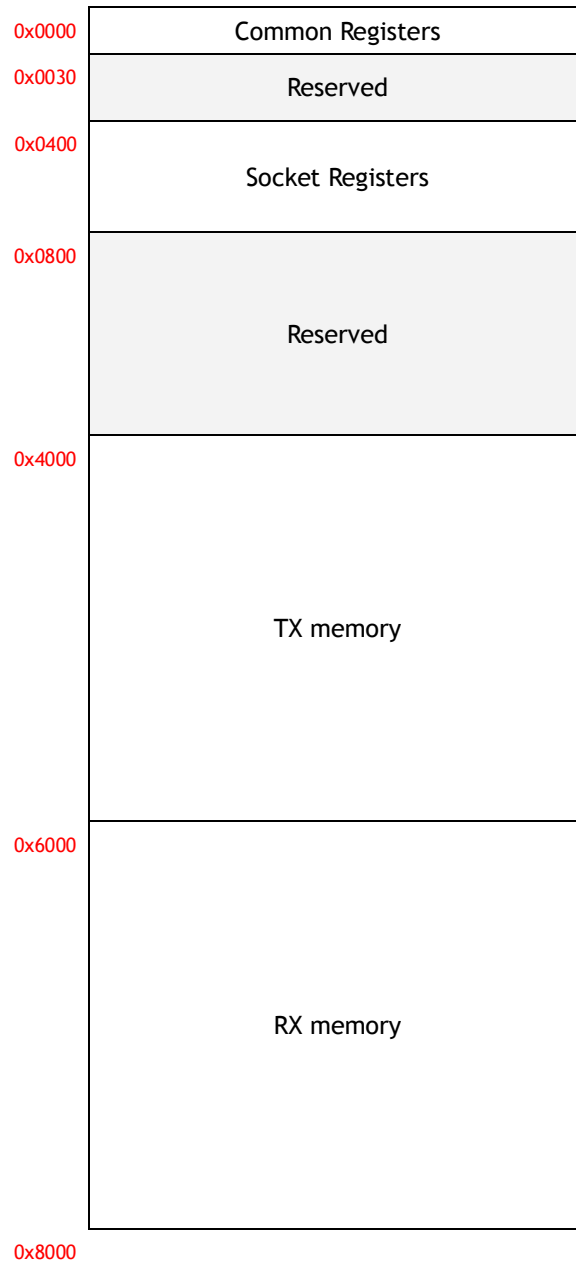 0x0000
Common Registers
0x0030
Reserved
0x0400
Socket Registers
0x0800
Reserved
0x4000
TX memory
0x6000
RX memory
0x8000